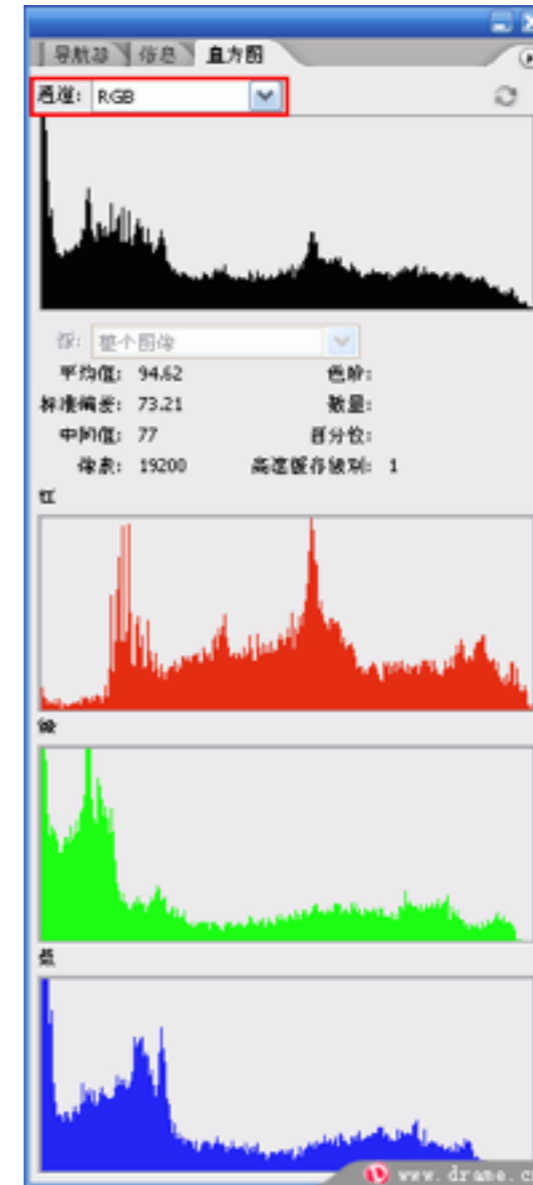 导航器 信息 直方图
通道: RGB
源: 整个图像
平均值: 94.62 色阶:
标准偏差: 73.21 数量:
中间值: 77 百分位:
像素: 19200 高速缓存级别: 1
红
绿
蓝
www.drame.c